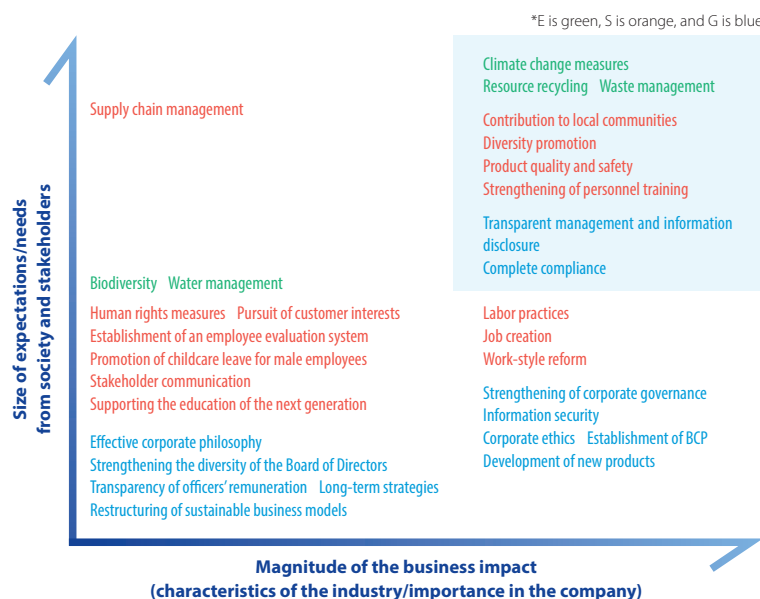 *E is green, S is orange, and G is blue
Climate change measures
Resource recycling Waste management
Supply chain management
Contribution to local communities
Diversity promotion
Product quality and safety
Strengthening of personnel training
Transparent management and information
disclosure
Complete compliance
Biodiversity Water management
Human rights measures Pursuit of customer interests
Establishment of an employee evaluation system
Promotion of childcare leave for male employees
Stakeholder communication
Supporting the education of the next generation
Effective corporate philosophy
Strengthening the diversity of the Board of Directors
Transparency of officers’ remuneration Long-term strategies
Restructuring of sustainable business models
Labor practices
Job creation
Work-style reform
Strengthening of corporate governance
Information security
Corporate ethics Establishment of BCP
Development of new products
Size of expectations/needs
from society and stakeholders
Magnitude of the business impact
(characteristics of the industry/importance in the company)